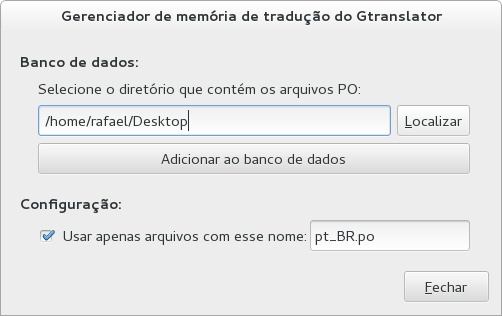 Gerenciador de memória de tradução do Gtranslator
Banco de dados:
Selecione o diretório que contém os arquivos PO:
/home/rafael/Desktop
Localizar
Adicionar ao banco de dados
Configuração:
Usar apenas arquivos com esse nome: pt_BR.po
Fechar